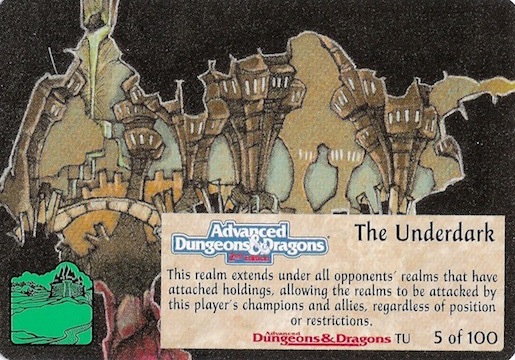 Advanced
Dungeons & Dragons®
The Underdark
This realm extends under all opponents' realms that have
attached holdings, allowing the realms to be attacked by
this player's champions and allies, regardless of position
or restrictions.
Advanced
Dungeons & Dragons TU 5 of 100